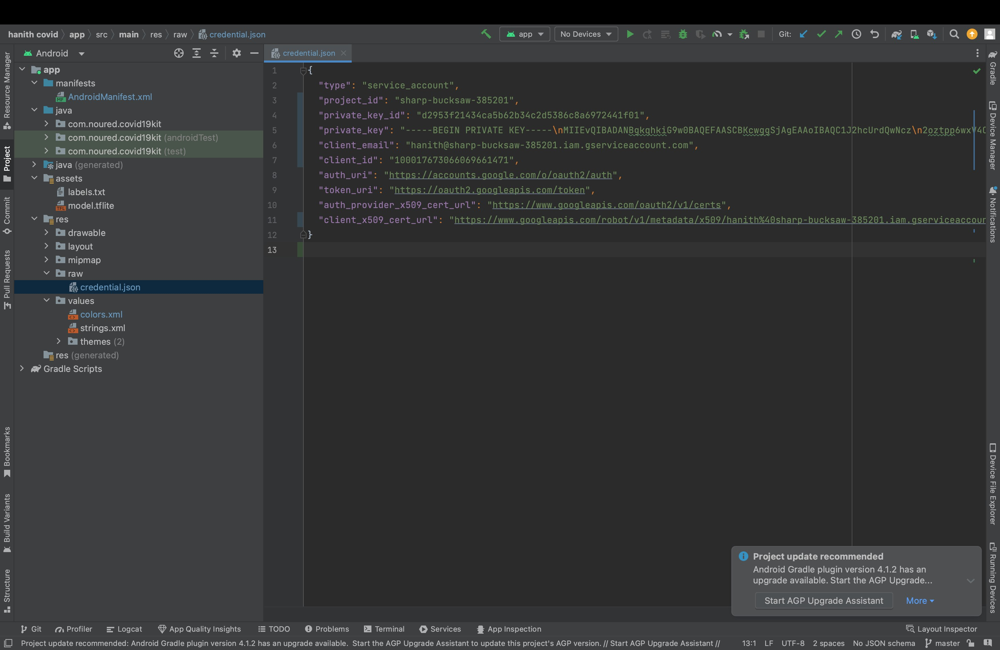 hanith covid app src main res raw credential.json app No Devices Git:
Android credential.json
app
manifests
AndroidManifest.xml
java
com.noured.covid19kit
com.noured.covid19kit (androidTest)
com.noured.covid19kit (test)
java (generated)
assets
labels.txt
model.tflite
res
drawable
layout
mipmap
raw
credential.json
values
colors.xml
strings.xml
themes (2)
res (generated)
Gradle Scripts
1 {
2 "type": "service_account",
3 "project_id": "sharp-bucksaw-385201",
4 "private_key_id": "d2953f21434ca5b62b34c2d5386c8a6972441f01",
5 "private_key": "-----BEGIN PRIVATE KEY-----\nMIIEvQIBADANBgkqhkiG9w0BAQEFAASCBKcwggSjAgEAAoIBAQC1J2hcUrdQwNcz\n2oztpp6wxV4
6 "client_email": "hanith@sharp-bucksaw-385201.iam.gserviceaccount.com",
7 "client_id": "100017673066069661471",
8 "auth_uri": "https://accounts.google.com/o/oauth2/auth",
9 "token_uri": "https://oauth2.googleapis.com/token",
10 "auth_provider_x509_cert_url": "https://www.googleapis.com/oauth2/v1/certs",
11 "client_x509_cert_url": "https://www.googleapis.com/robot/v1/metadata/x509/hanith%40sharp-bucksaw-385201.iam.gserviceaccour
12 }
13
Resource Manager
Project
Commit
Pull Requests
Bookmarks
Build Variants
Structure
Gradle
Device Manager
Notifications
Device File Explorer
Running Devices
Project update recommended
Android Gradle plugin version 4.1.2 has an
upgrade available. Start the AGP Upgrade...
Start AGP Upgrade Assistant More
Git Profiler Logcat App Quality Insights TODO Problems Terminal Services App Inspection Layout Inspector
Project update recommended: Android Gradle plugin version 4.1.2 has an upgrade available. Start the AGP Upgrade Assistant to update this project's AGP version. // Start AGP Upgrade Assistant // 13:1 LF UTF-8 2 spaces No JSON schema master